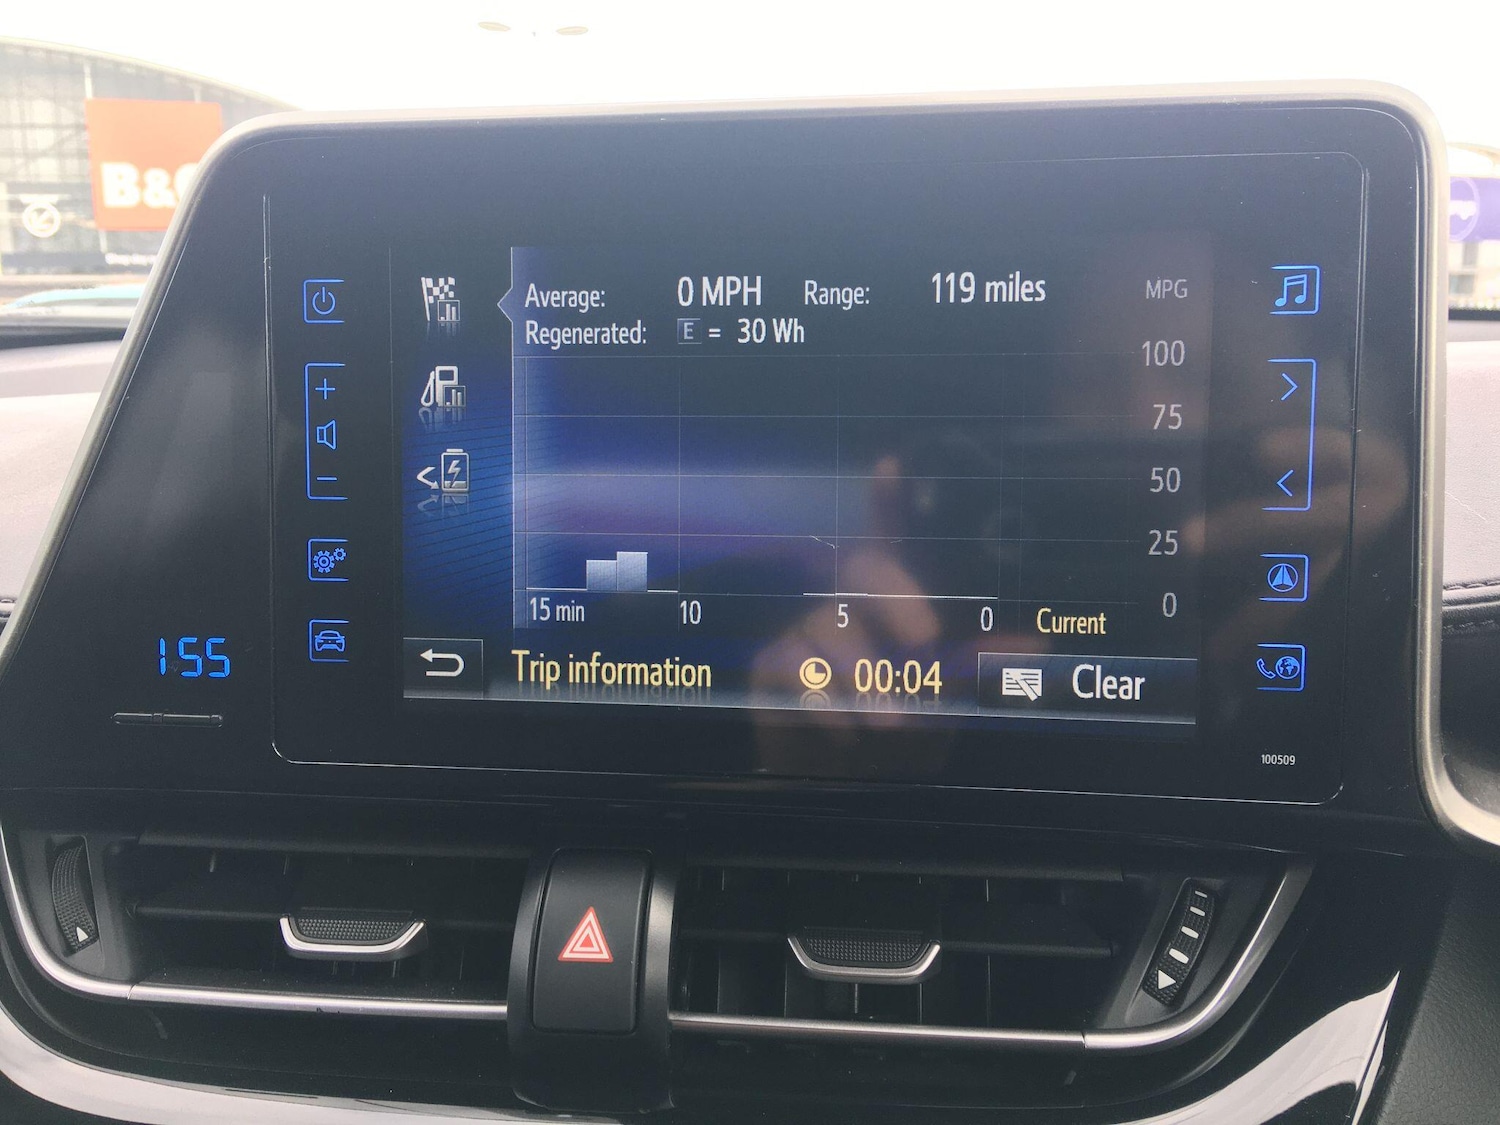 B&
Average: 0 MPH Range: 119 miles
Regenerated: E = 30 Wh
MPG
100
75
50
25
0
15 min 10 5 0 Current
Trip information 00:04 Clear
1:55
100509